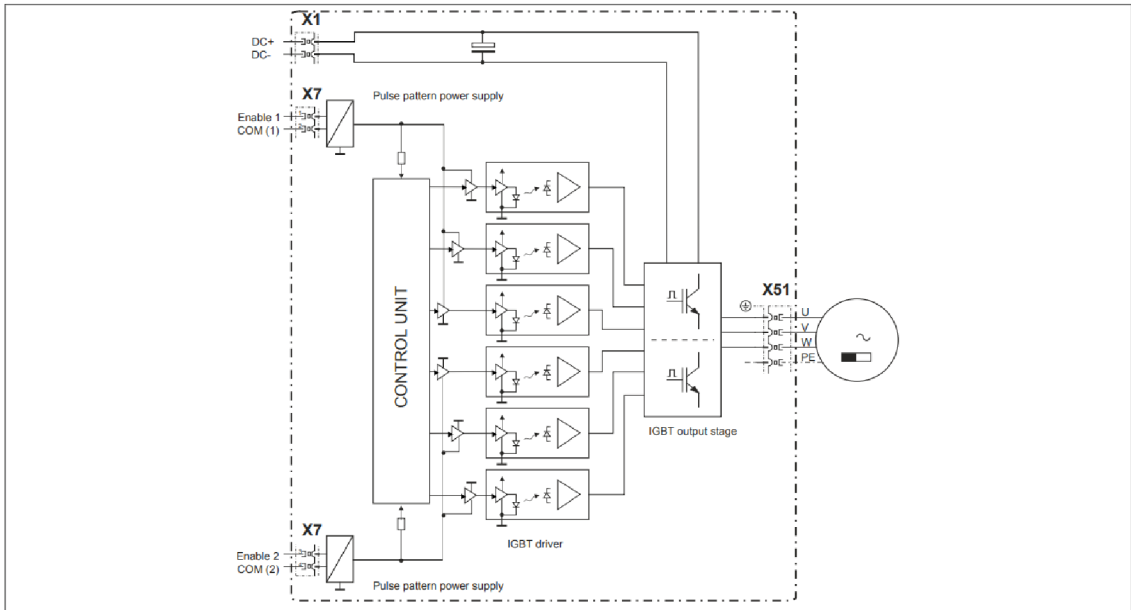 X1
DC+
DC-
X7
Pulse pattern power supply
Enable 1
COM (1)
CONTROL UNIT
X51
U
V
W
PE
IGBT output stage
X7
IGBT driver
Enable 2
COM (2)
Pulse pattern power supply